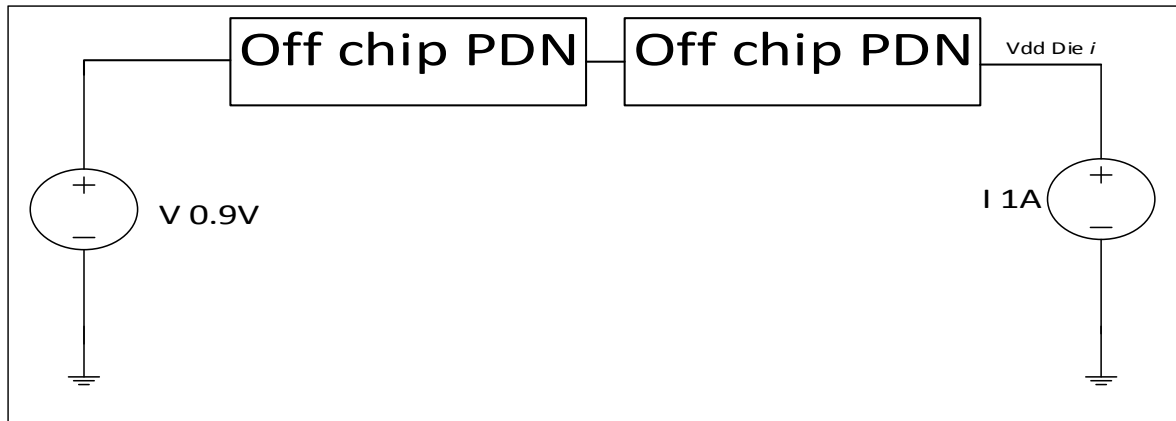 Off chip PDN
Off chip PDN
Vdd Die i
+
−
V 0.9V
+
−
I 1A